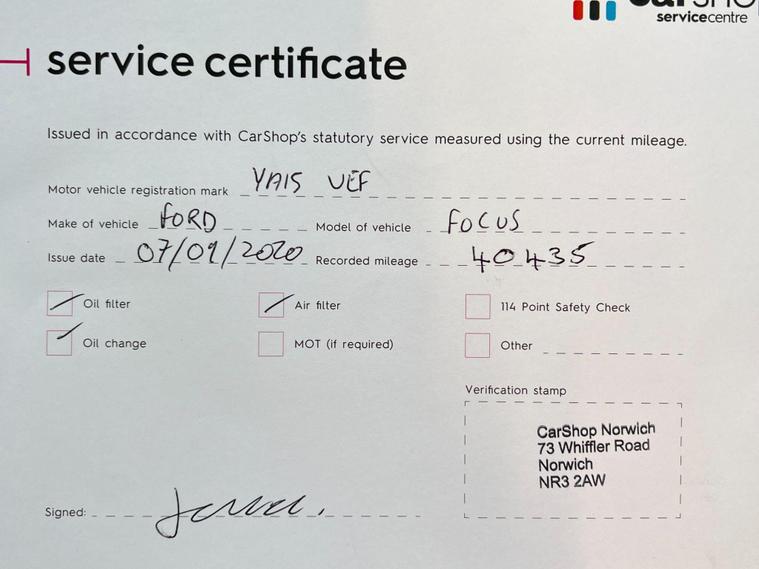 servicecentre
service certificate
Issued in accordance with CarShop's statutory service measured using the current mileage.
Motor vehicle registration mark YA15 VEF
Make of vehicle FORD Model of vehicle FOCUS
Issue date 07/09/2020 Recorded mileage 40435
Oil filter Air filter 114 Point Safety Check
Oil change MOT (if required) Other
Verification stamp
CarShop Norwich
73 Whiffler Road
Norwich
NR3 2AW
Signed: